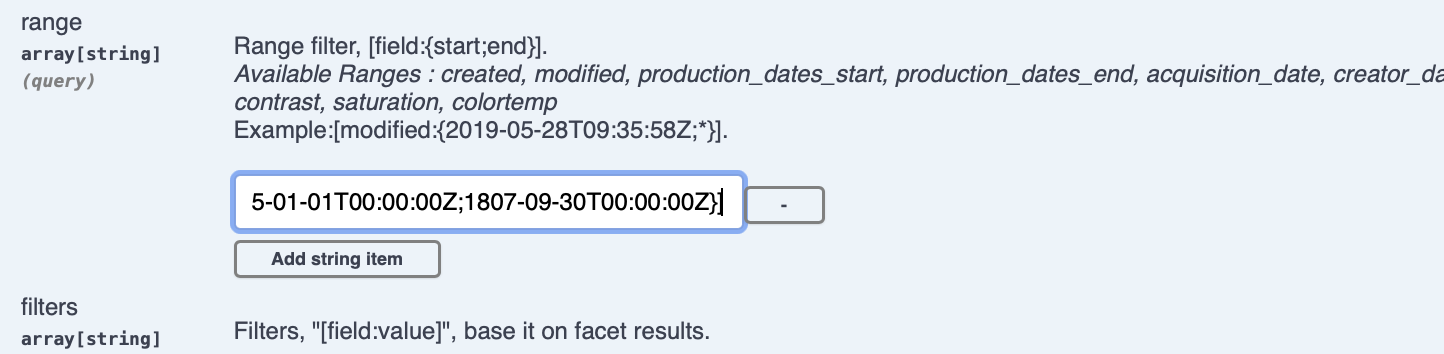 range
array[string]
(query)
Range filter, [field:{start;end}].
Available Ranges : created, modified, production_dates_start, production_dates_end, acquisition_date, creator_da
contrast, saturation, colortemp
Example:[modified:{2019-05-28T09:35:58Z;*}].
5-01-01T00:00:00Z;1807-09-30T00:00:00Z}]
-
Add string item
filters
array[string]
Filters, "[field:value]", base it on facet results.